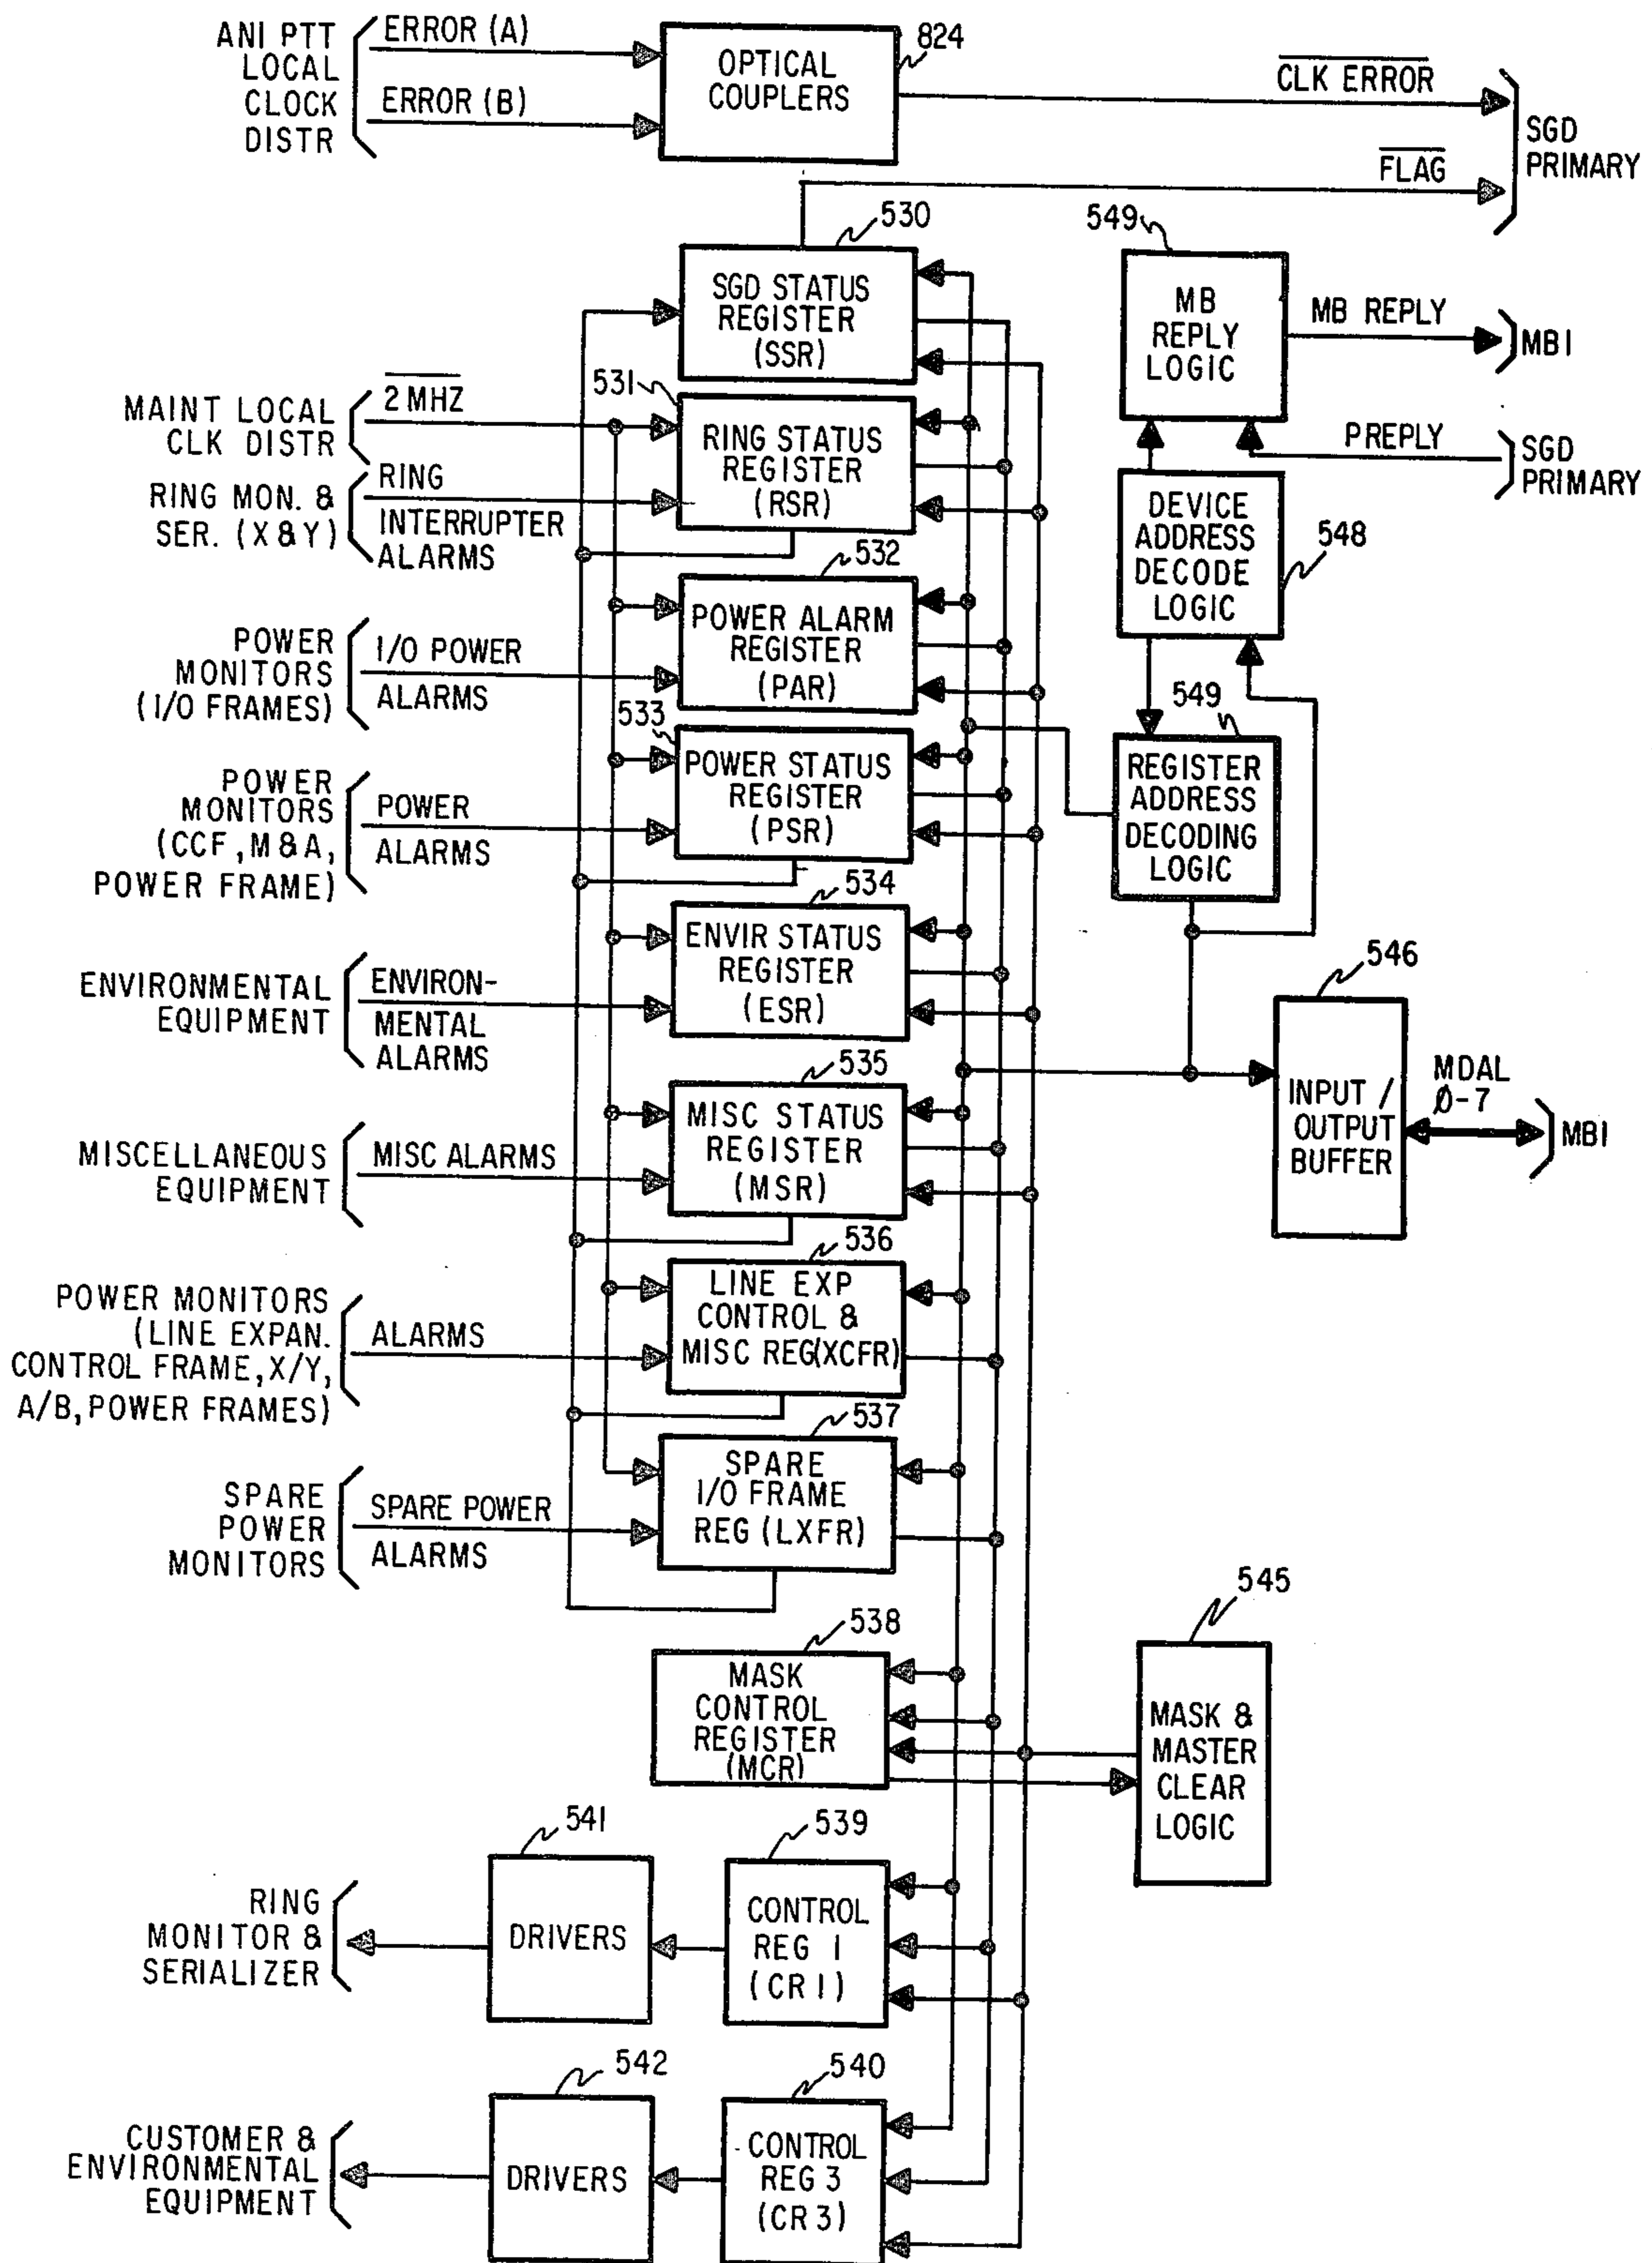 ANI PTT
LOCAL
CLOCK
DISTR
ERROR (A)
ERROR (B)
OPTICAL
COUPLERS
824
CLK ERROR
FLAG
SGD
PRIMARY
530
SGD STATUS
REGISTER
(SSR)
549
MB
REPLY
LOGIC
MB REPLY
MBI
PREPLY
SGD
PRIMARY
MAINT LOCAL
CLK DISTR
2 MHZ
531
RING STATUS
REGISTER
(RSR)
RING MON. &
SER. (X & Y)
RING
INTERRUPTER
ALARMS
DEVICE
ADDRESS
DECODE
LOGIC
548
532
POWER ALARM
REGISTER
(PAR)
POWER
MONITORS
(I/O FRAMES)
I/O POWER
ALARMS
533
POWER STATUS
REGISTER
(PSR)
549
REGISTER
ADDRESS
DECODING
LOGIC
POWER
MONITORS
(CCF, M & A,
POWER FRAME)
POWER
ALARMS
534
ENVIR STATUS
REGISTER
(ESR)
ENVIRONMENTAL
EQUIPMENT
ENVIRON-
MENTAL
ALARMS
546
INPUT /
OUTPUT
BUFFER
MDAL
Ø-7
MBI
535
MISC STATUS
REGISTER
(MSR)
MISCELLANEOUS
EQUIPMENT
MISC ALARMS
536
LINE EXP
CONTROL &
MISC REG(XCFR)
POWER MONITORS
(LINE EXPAN.
CONTROL FRAME, X/Y,
A/B, POWER FRAMES)
ALARMS
537
SPARE
I/O FRAME
REG (LXFR)
SPARE
POWER
MONITORS
SPARE POWER
ALARMS
538
MASK
CONTROL
REGISTER
(MCR)
545
MASK &
MASTER
CLEAR
LOGIC
541
DRIVERS
539
CONTROL
REG 1
(CR 1)
RING
MONITOR &
SERIALIZER
542
DRIVERS
540
CONTROL
REG 3
(CR 3)
CUSTOMER &
ENVIRONMENTAL
EQUIPMENT